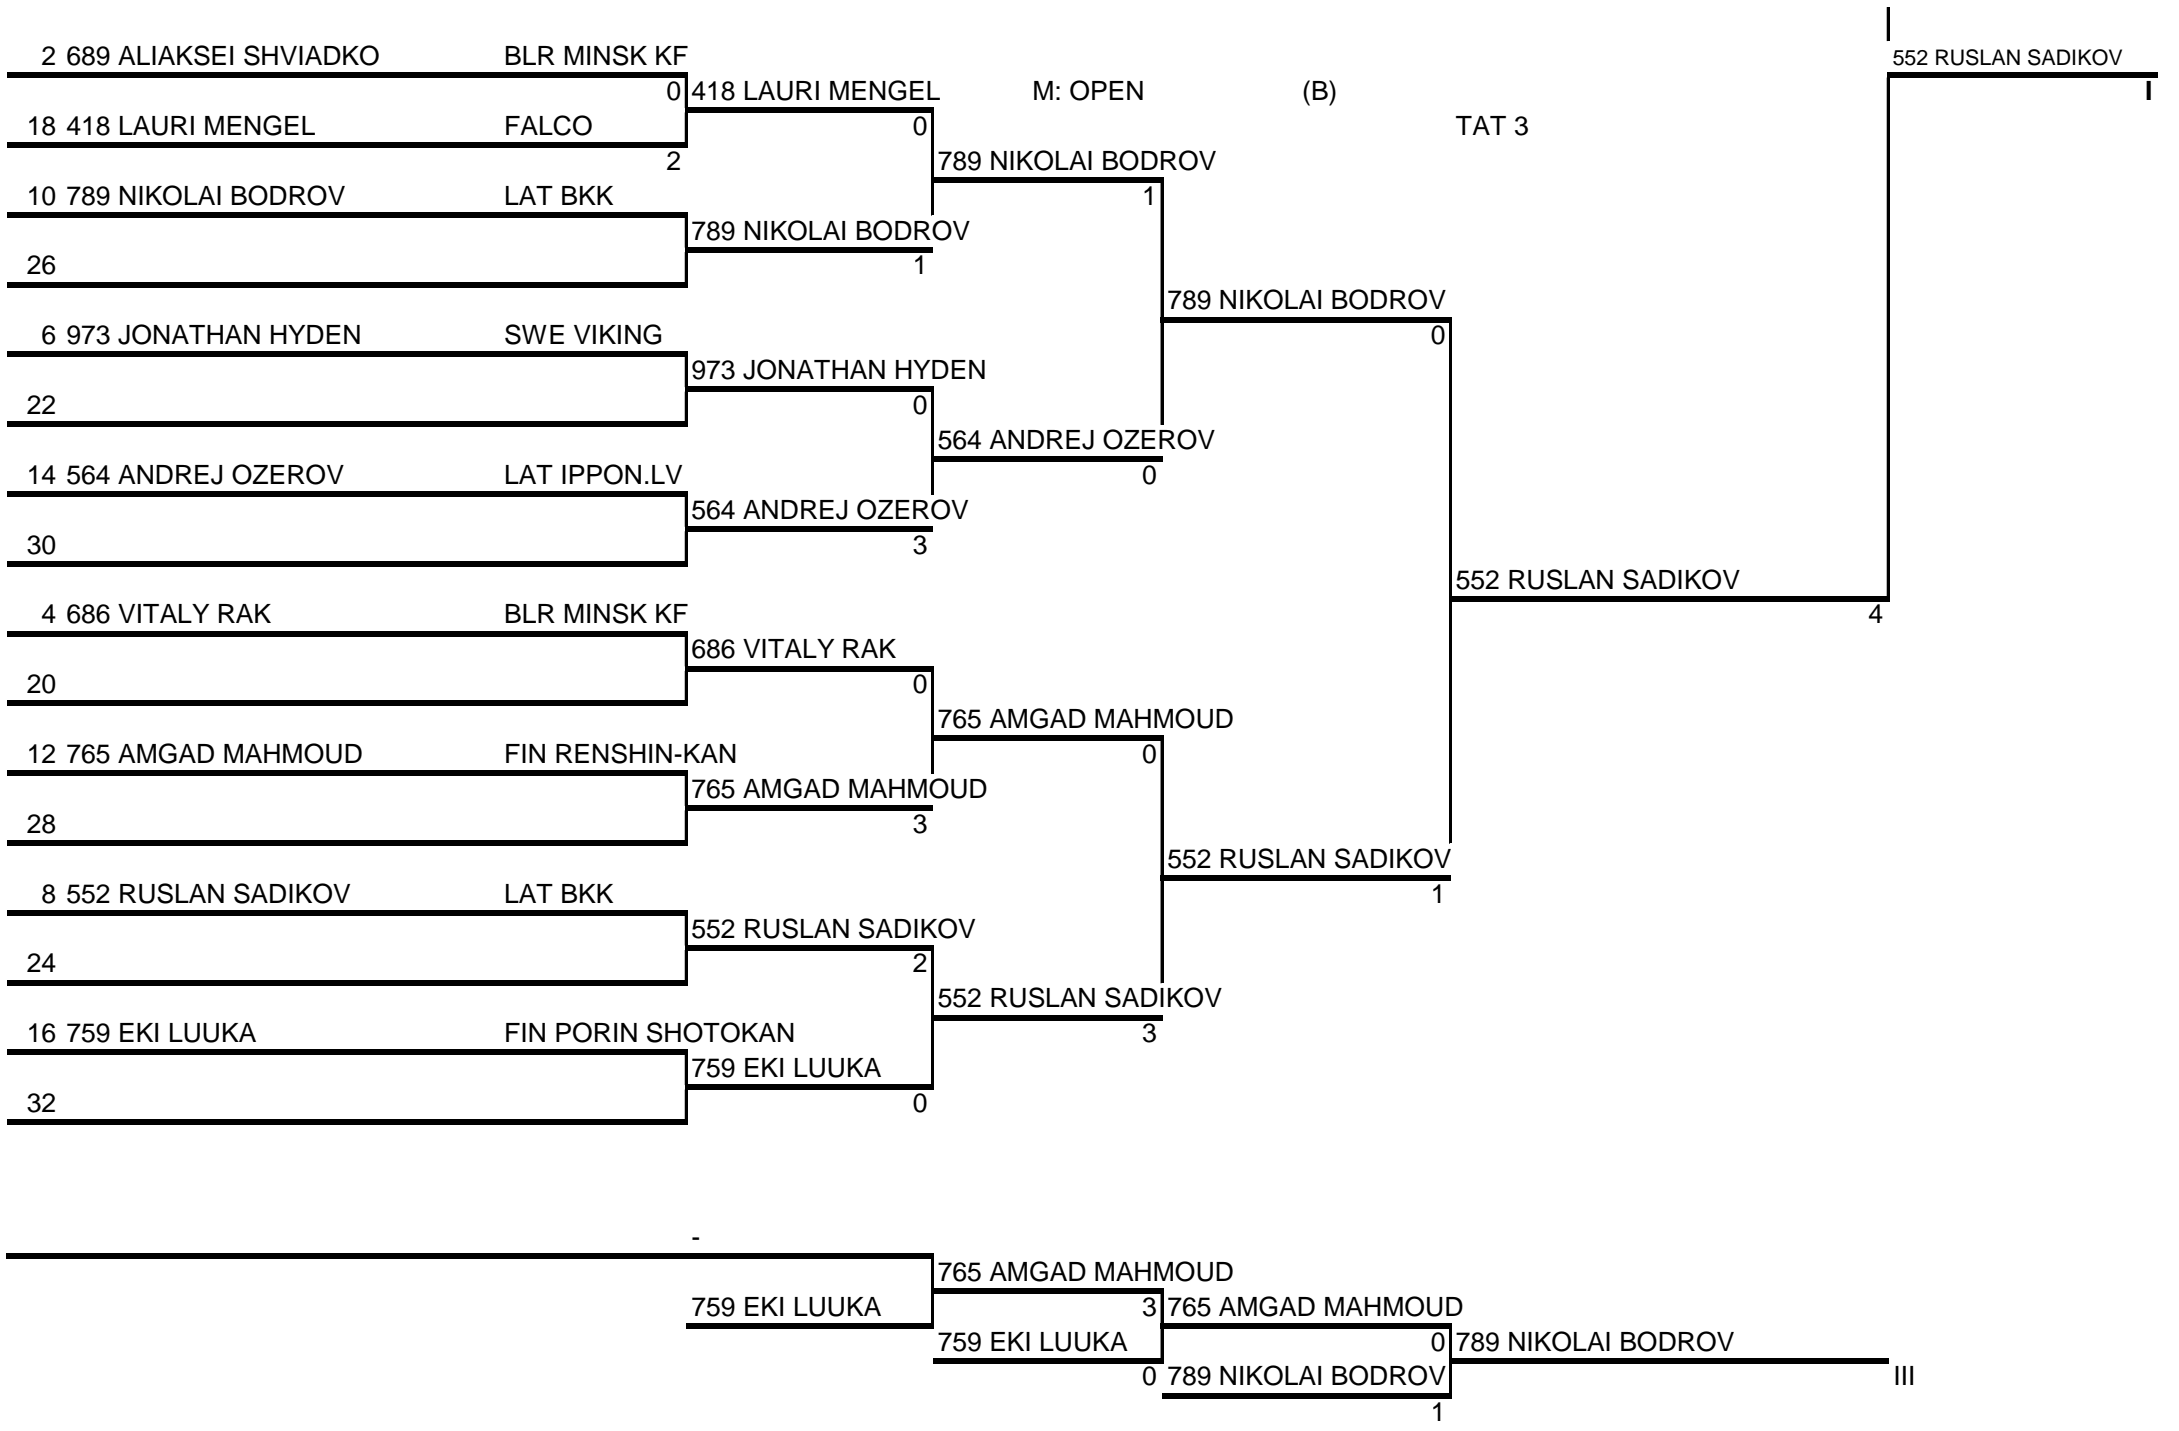 2 689 ALIAKSEI SHVIADKO BLR MINSK KF 552 RUSLAN SADIKOV
0 418 LAURI MENGEL M: OPEN (B) I
18 418 LAURI MENGEL FALCO 0 TAT 3
2 789 NIKOLAI BODROV
10 789 NIKOLAI BODROV LAT BKK 1
789 NIKOLAI BODROV
26 1
789 NIKOLAI BODROV
6 973 JONATHAN HYDEN SWE VIKING 0
973 JONATHAN HYDEN
22 0
564 ANDREJ OZEROV
14 564 ANDREJ OZEROV LAT IPPON.LV 0
564 ANDREJ OZEROV
30 3
552 RUSLAN SADIKOV
4 686 VITALY RAK BLR MINSK KF 4
686 VITALY RAK
20 0
765 AMGAD MAHMOUD
12 765 AMGAD MAHMOUD FIN RENSHIN-KAN 0
765 AMGAD MAHMOUD
28 3
552 RUSLAN SADIKOV
8 552 RUSLAN SADIKOV LAT BKK 1
552 RUSLAN SADIKOV
24 2
552 RUSLAN SADIKOV
16 759 EKI LUUKA FIN PORIN SHOTOKAN 3
759 EKI LUUKA
32 0
-
765 AMGAD MAHMOUD
759 EKI LUUKA 3 765 AMGAD MAHMOUD
759 EKI LUUKA 0 789 NIKOLAI BODROV
0 789 NIKOLAI BODROV III
1